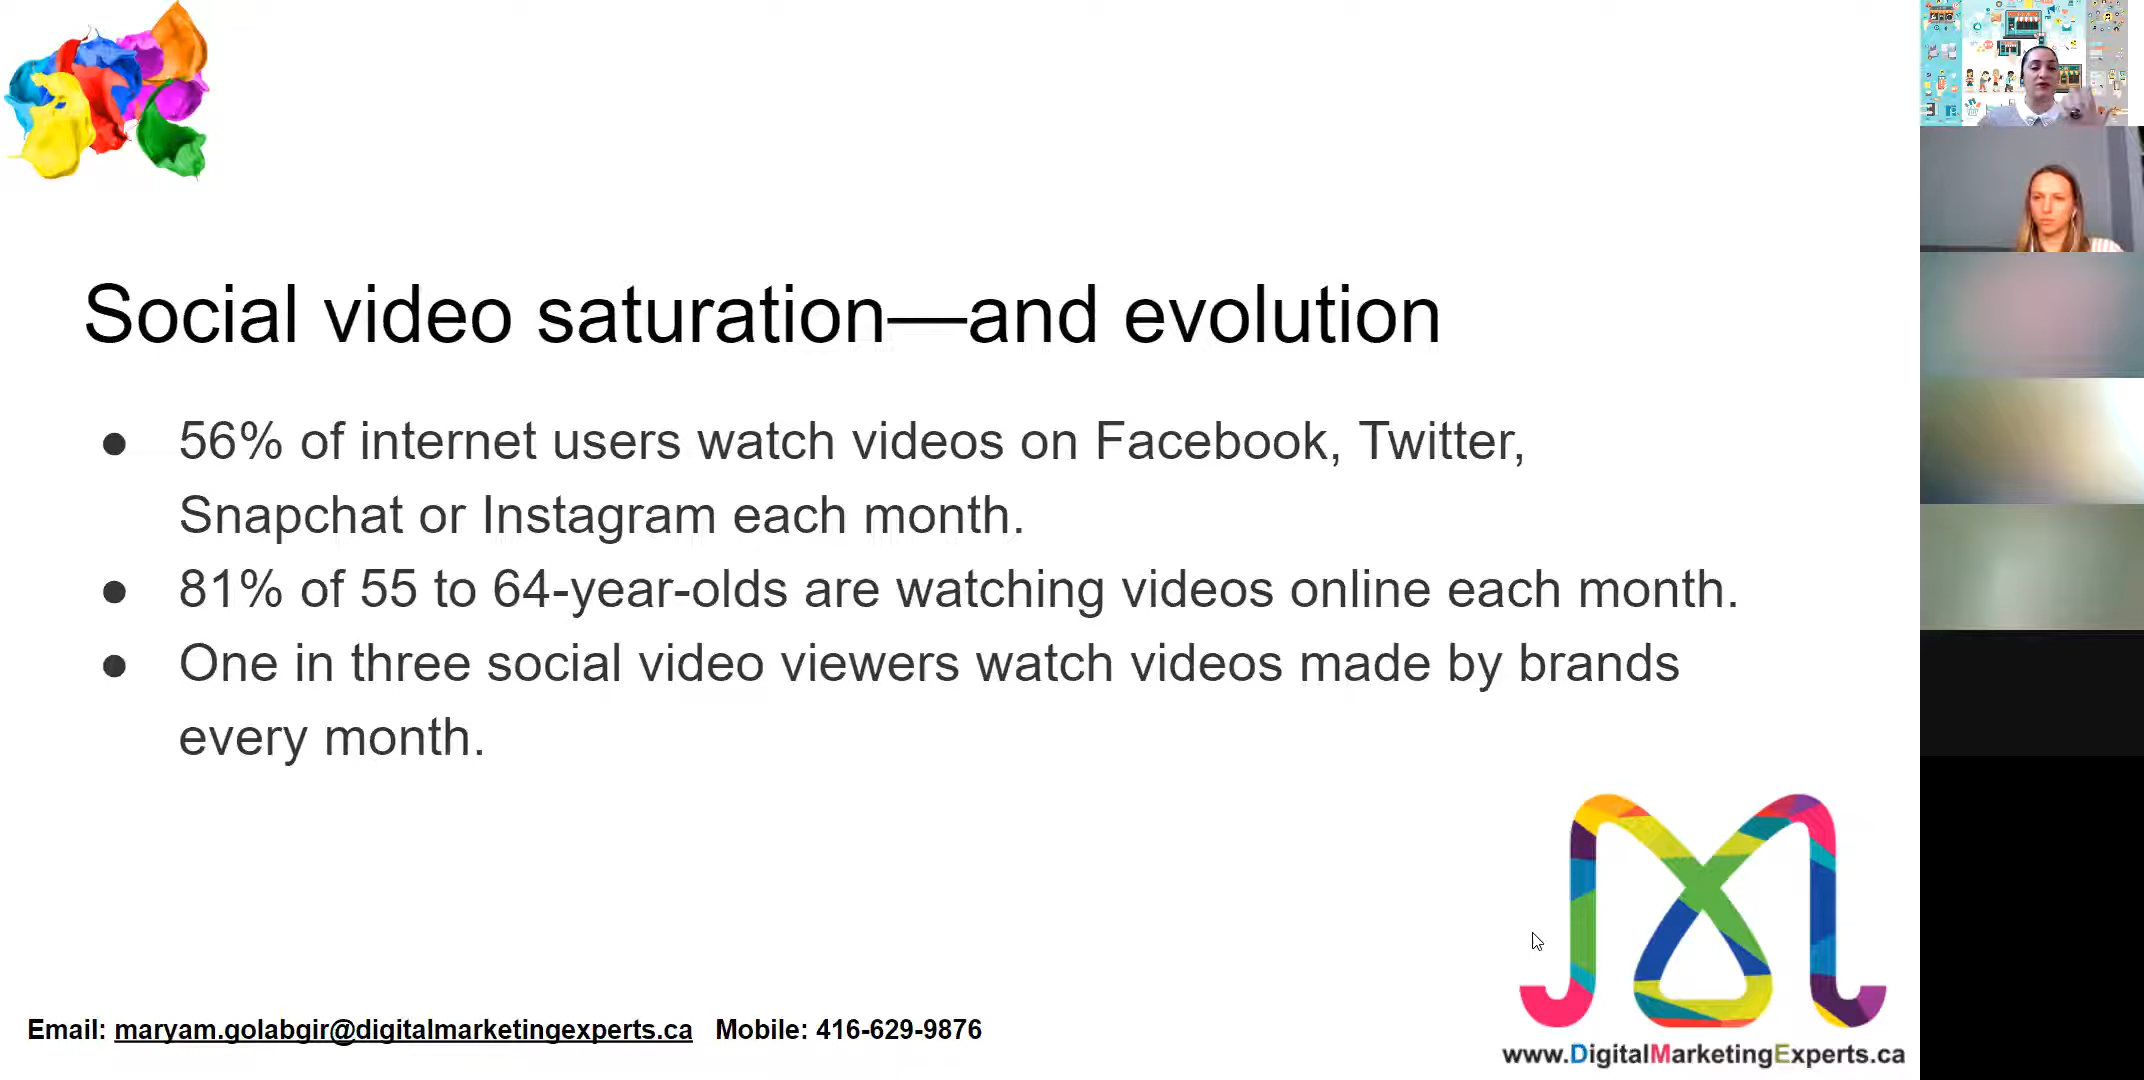 Social video saturation—and evolution
● 56% of internet users watch videos on Facebook, Twitter,
Snapchat or Instagram each month.
● 81% of 55 to 64-year-olds are watching videos online each month.
● One in three social video viewers watch videos made by brands
every month.
Email: maryam.golabgir@digitalmarketingexperts.ca Mobile: 416-629-9876
www.DigitalMarketingExperts.ca